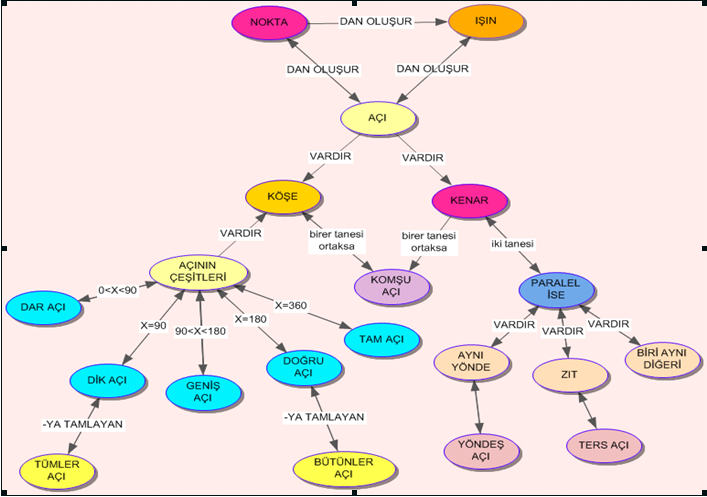 NOKTA
DAN OLUŞUR
IŞIN
DAN OLUŞUR
DAN OLUŞUR
AÇI
VARDIR
VARDIR
KÖŞE
KENAR
VARDIR
birer tanesi
ortaksa
birer tanesi
ortaksa
iki tanesi
AÇININ
ÇEŞİTLERİ
KOMŞU
AÇI
PARALEL
İSE
0<X<90
DAR AÇI
X=90
90<X<180
X=180
X=360
TAM AÇI
VARDIR
VARDIR
VARDIR
AYNI
YÖNDE
ZIT
BİRİ AYNI
DİĞERİ
DİK AÇI
GENİŞ
AÇI
DOĞRU
AÇI
-YA TAMLAYAN
-YA TAMLAYAN
YÖNDEŞ
AÇI
TERS AÇI
TÜMLER
AÇI
BÜTÜNLER
AÇI